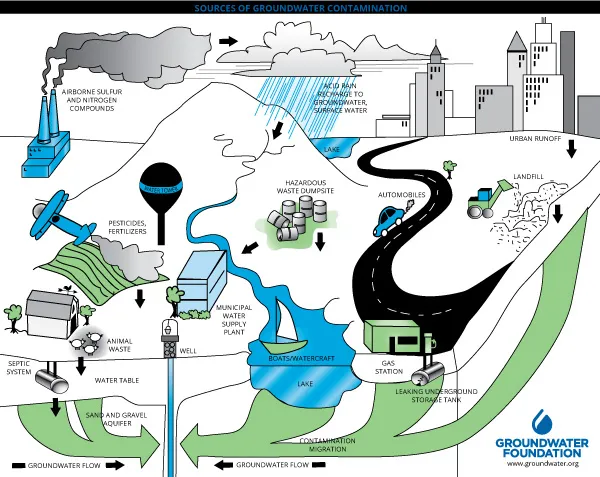 SOURCES OF GROUNDWATER CONTAMINATION
AIRBORNE SULFUR
AND NITROGEN
COMPOUNDS
ACID RAIN
RECHARGE TO
GROUNDWATER,
SURFACE WATER
LAKE
URBAN RUNOFF
LANDFILL
HAZARDOUS
WASTE DUMPSITE
AUTOMOBILES
WATER TOWER
PESTICIDES,
FERTILIZERS
MUNICIPAL
WATER
SUPPLY
PLANT
ANIMAL
WASTE
WELL
BOATS/WATERCRAFT
GAS
STATION
SEPTIC
SYSTEM
WATER TABLE
LAKE
LEAKING UNDERGROUND
STORAGE TANK
SAND AND GRAVEL
AQUIFER
CONTAMINATION
MIGRATION
GROUNDWATER FLOW
GROUNDWATER FLOW
GROUNDWATER
FOUNDATION
www.groundwater.org